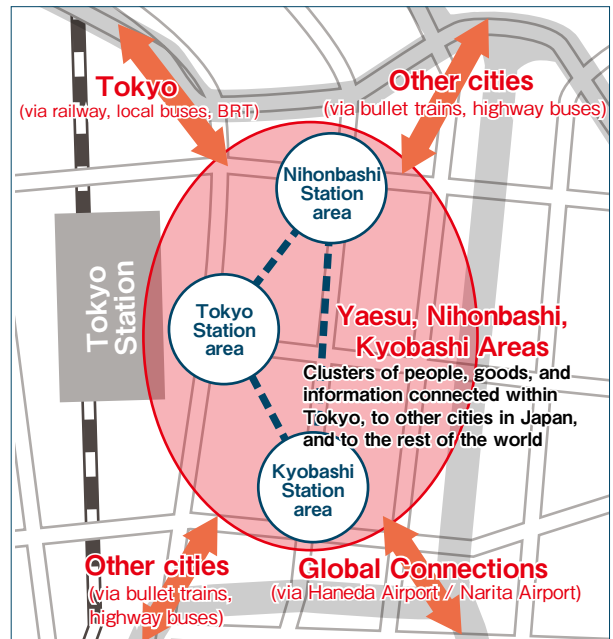 Tokyo
(via railway, local buses, BRT)
Other cities
(via bullet trains, highway buses)
Nihonbashi
Station
area
Tokyo
Station
Tokyo
Station
area
Yaesu, Nihonbashi,
Kyobashi Areas
Clusters of people, goods, and
information connected within
Tokyo, to other cities in Japan,
and to the rest of the world
Kyobashi
Station
area
Other cities
(via bullet trains,
highway buses)
Global Connections
(via Haneda Airport / Narita Airport)